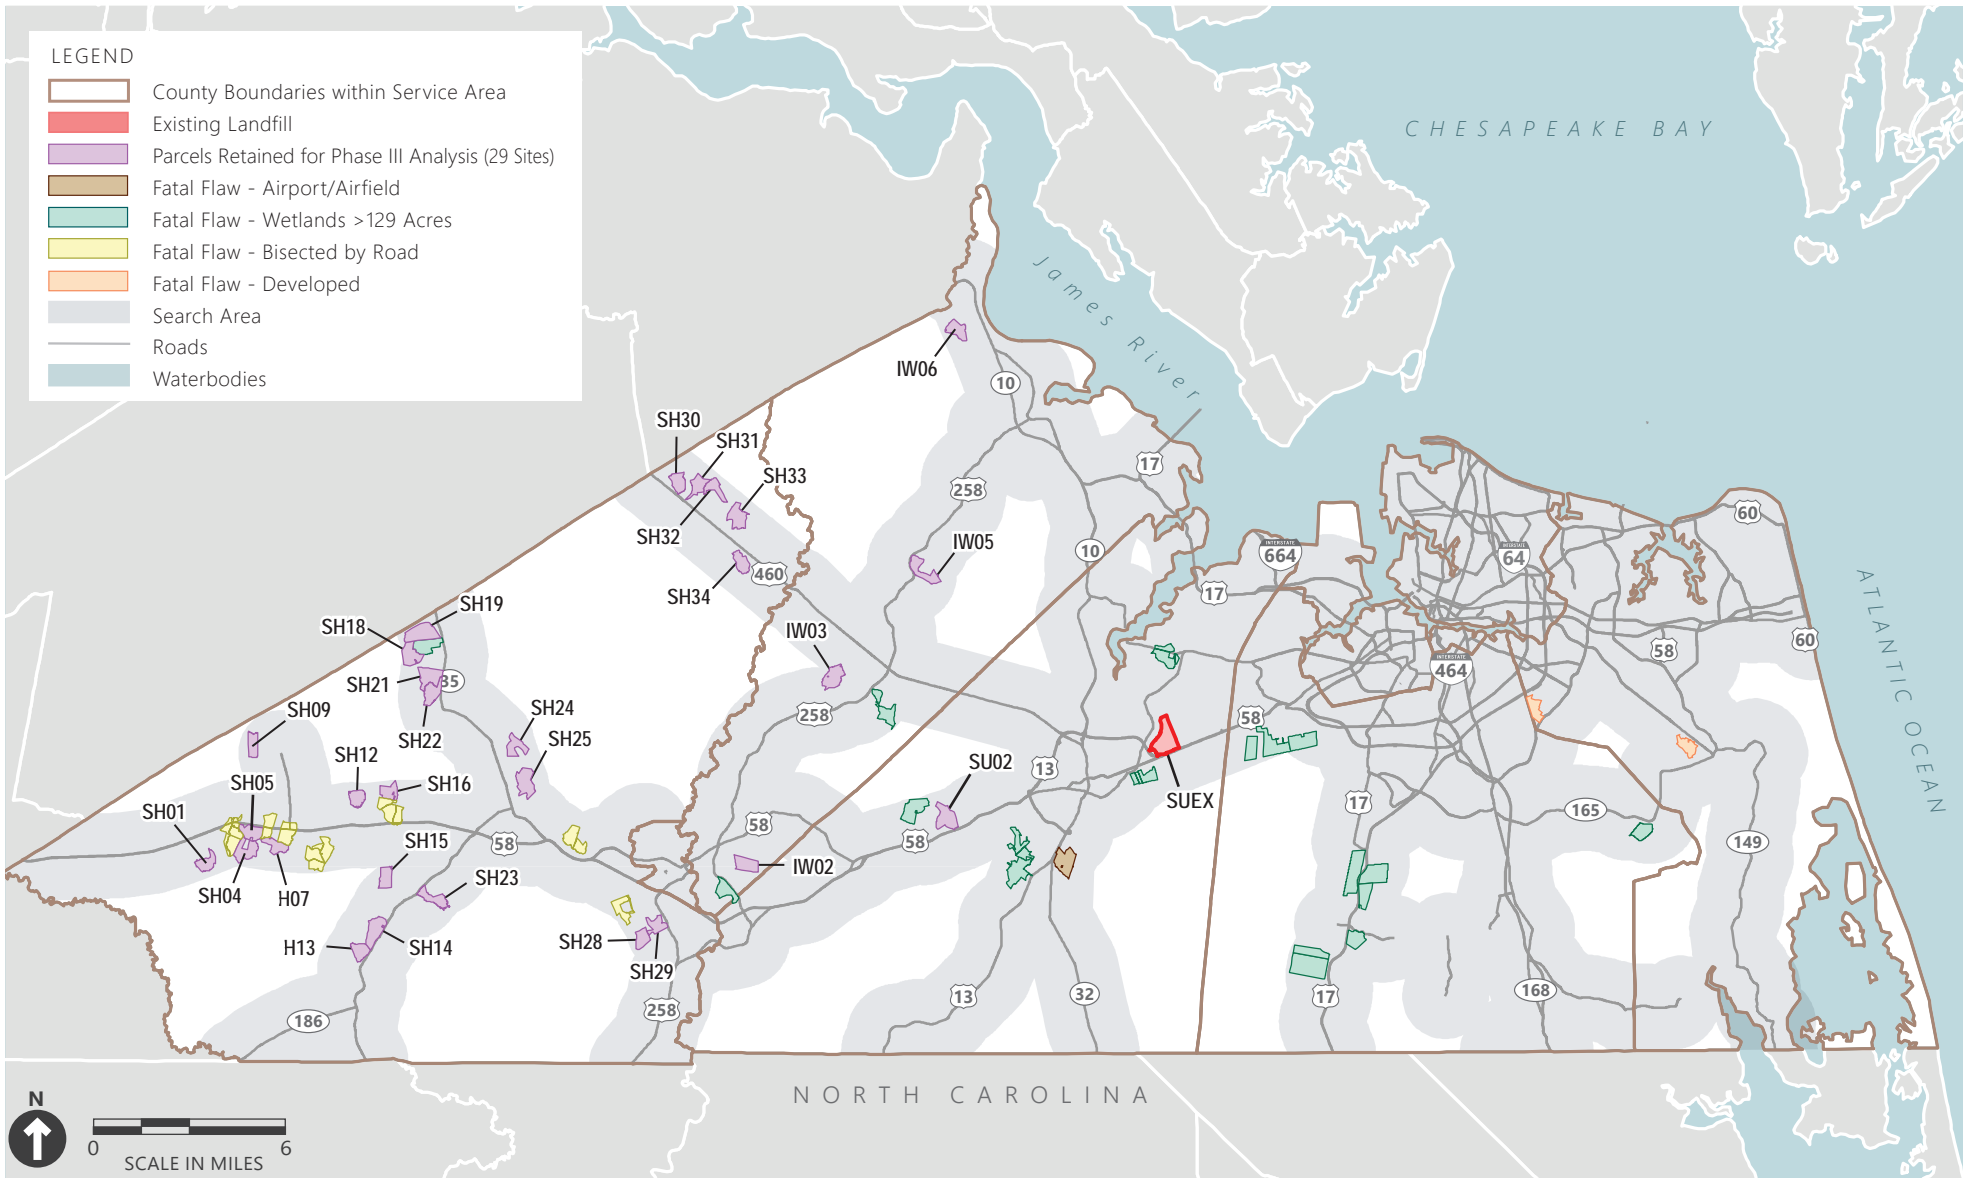 LEGEND
County Boundaries within Service Area
Existing Landfill
Parcels Retained for Phase III Analysis (29 Sites)
Fatal Flaw - Airport/Airfield
Fatal Flaw - Wetlands >129 Acres
Fatal Flaw - Bisected by Road
Fatal Flaw - Developed
Search Area
Roads
Waterbodies
CHESAPEAKE BAY
James River
ATLANTIC OCEAN
NORTH CAROLINA
IW06
10
SH30
SH31
SH33
SH32
SH34
460
258
17
IW05
10
INTERSTATE
664
INTERSTATE
64
60
17
SH19
SH18
IW03
58
60
INTERSTATE
464
SH21
35
SH22
SH09
SH24
SH25
258
58
SH12
SH05
SH16
SH01
SU02
13
SUEX
17
165
58
58
58
149
SH15
SH04
H07
SH23
IW02
H13
SH14
SH28
SH29
258
186
13
32
17
168
N
0
6
SCALE IN MILES